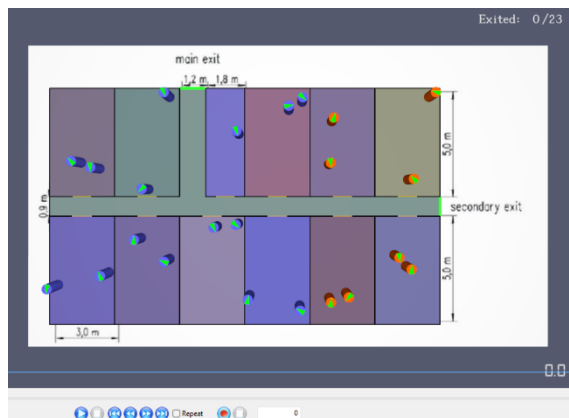 Exited: 0/23
main exit
1,2 m
1,8 m
5,0 m
0,9 m
secondary exit
5,0 m
3,0 m
0.0
Repeat
0